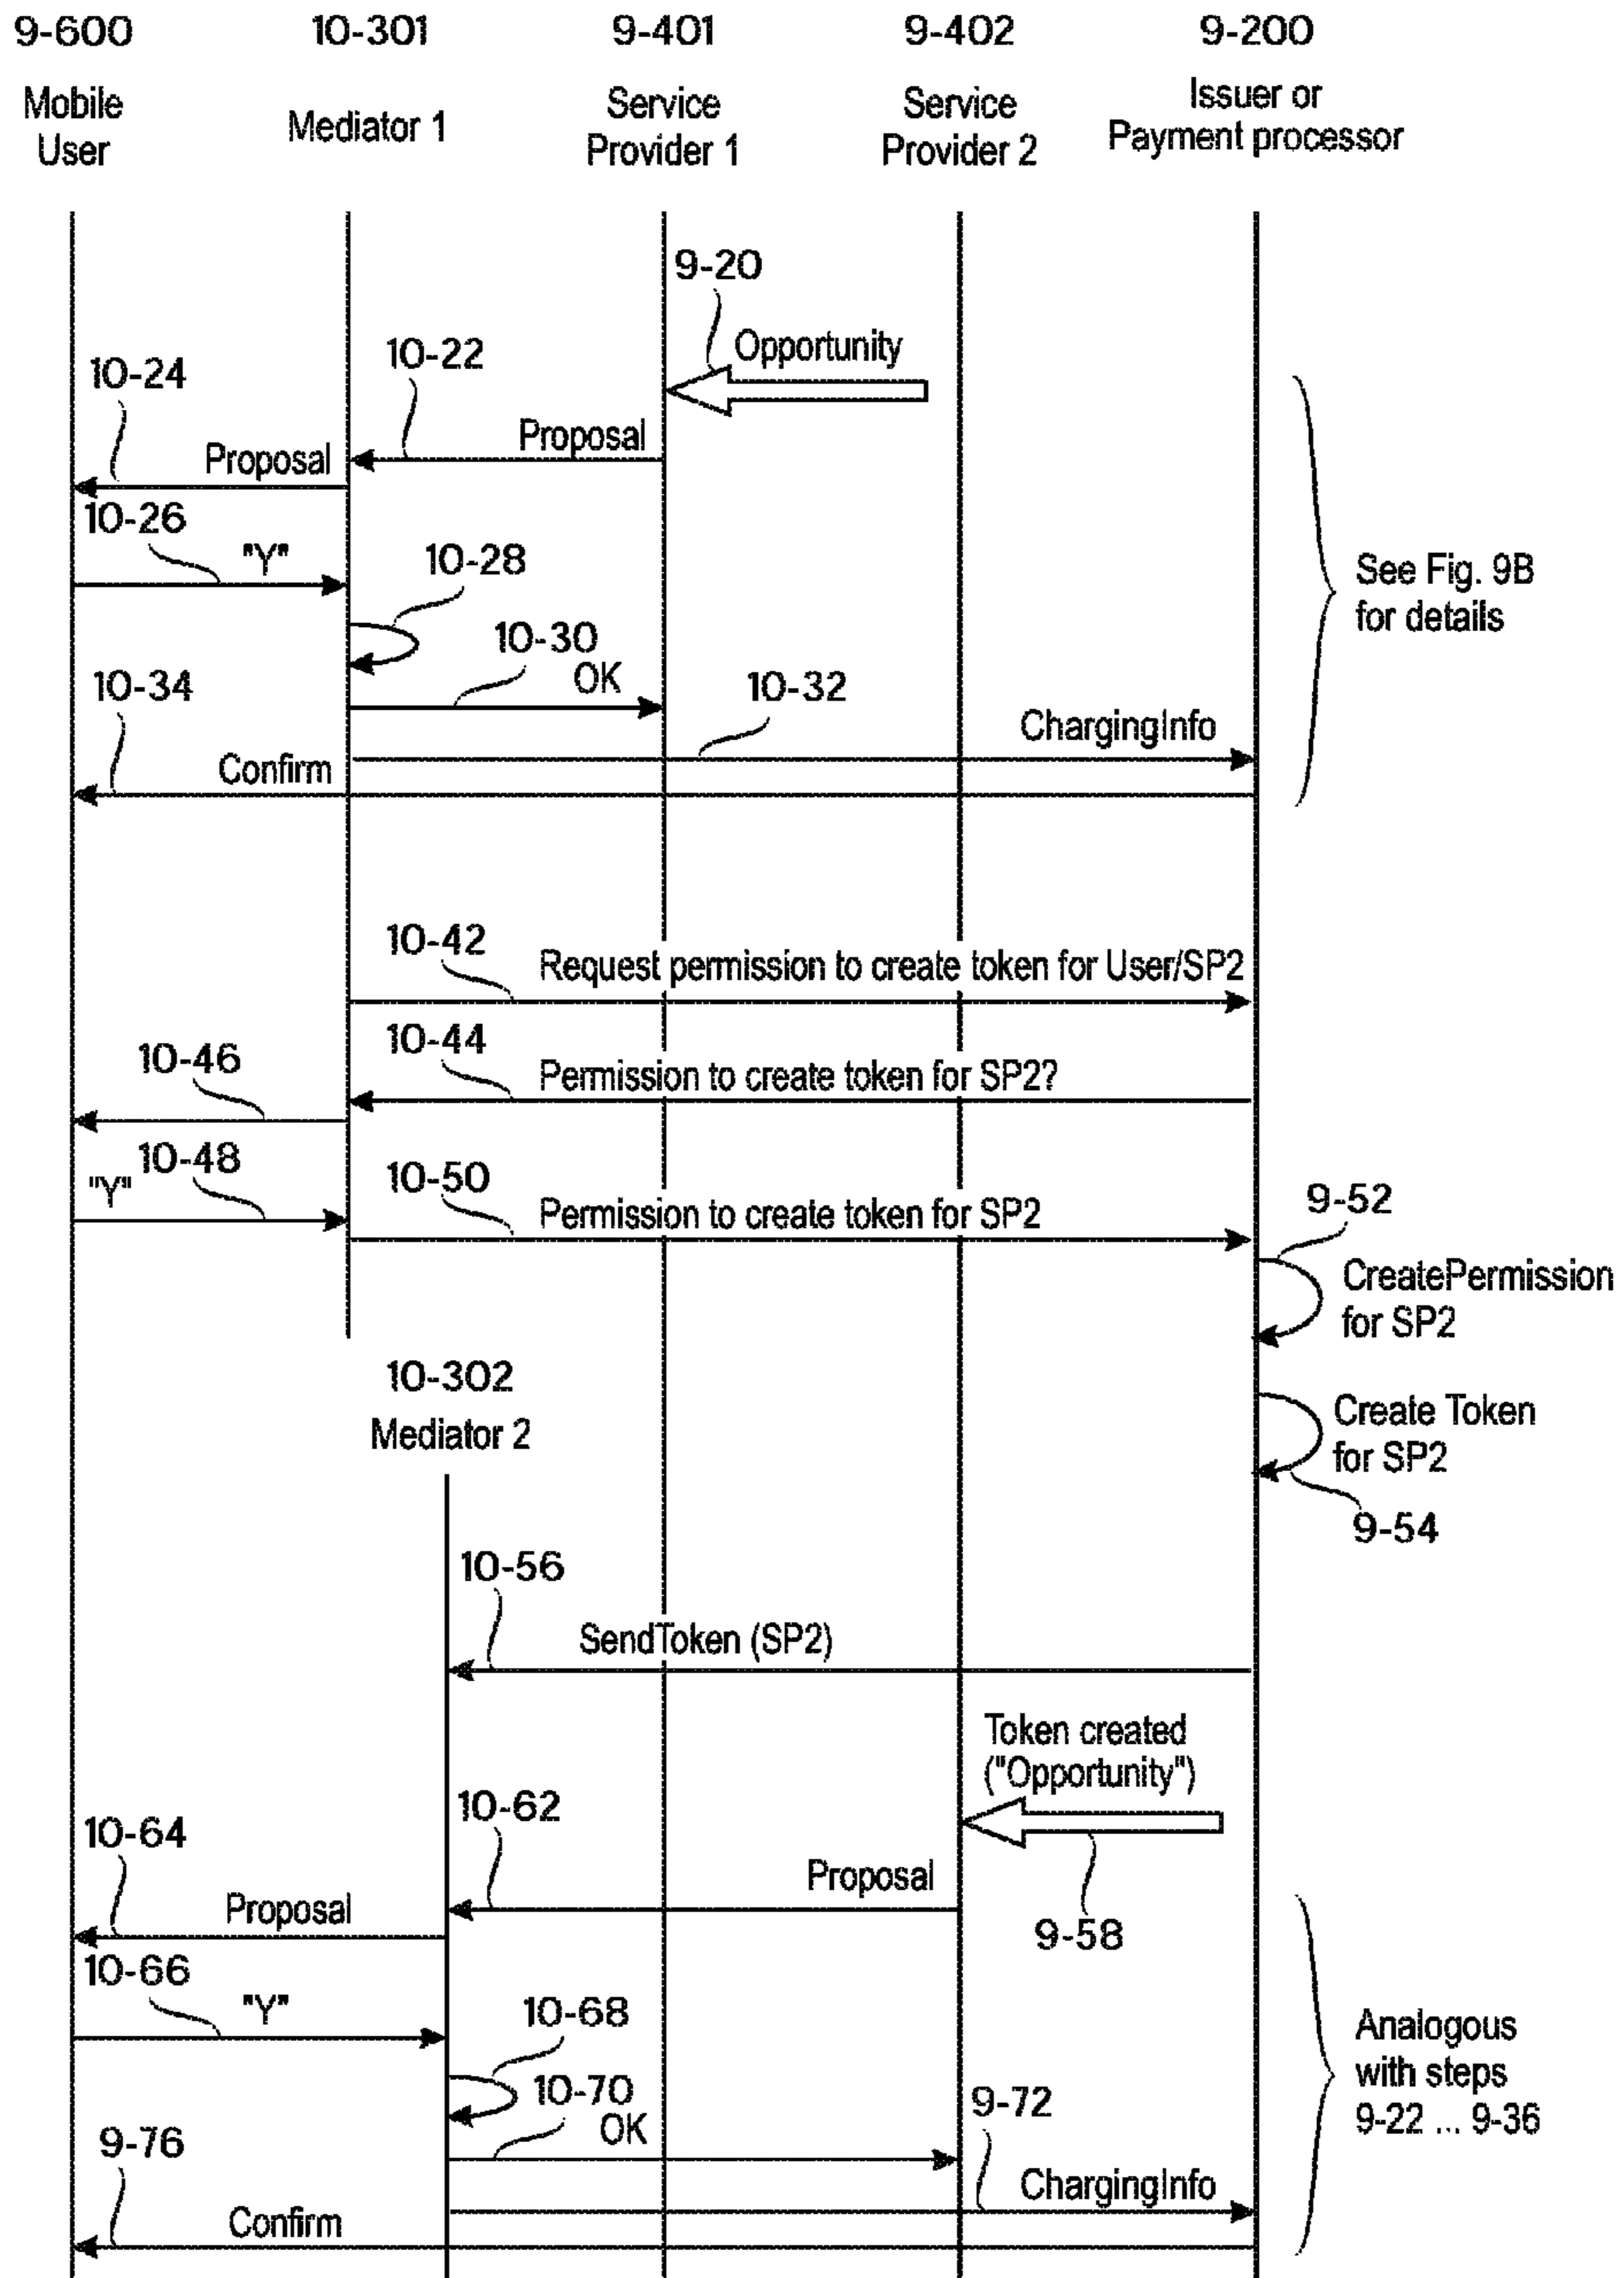 9-600 10-301 9-401 9-402 9-200
Mobile User
Mediator 1
Service Provider 1
Service Provider 2
Issuer or Payment processor
9-20
Opportunity
10-22
10-24
Proposal
Proposal
10-26
"Y"
10-28
See Fig. 9B
for details
10-30
OK
10-32
10-34
ChargingInfo
Confirm
10-42
Request permission to create token for User/SP2
10-44
Permission to create token for SP2?
10-46
10-48
"Y"
10-50
Permission to create token for SP2
9-52
CreatePermission
for SP2
10-302
Mediator 2
Create Token
for SP2
9-54
10-56
SendToken (SP2)
Token created
("Opportunity")
10-62
10-64
Proposal
Proposal
9-58
10-66
"Y"
10-68
Analogous
with steps
9-22 ... 9-36
10-70
OK
9-72
9-76
ChargingInfo
Confirm